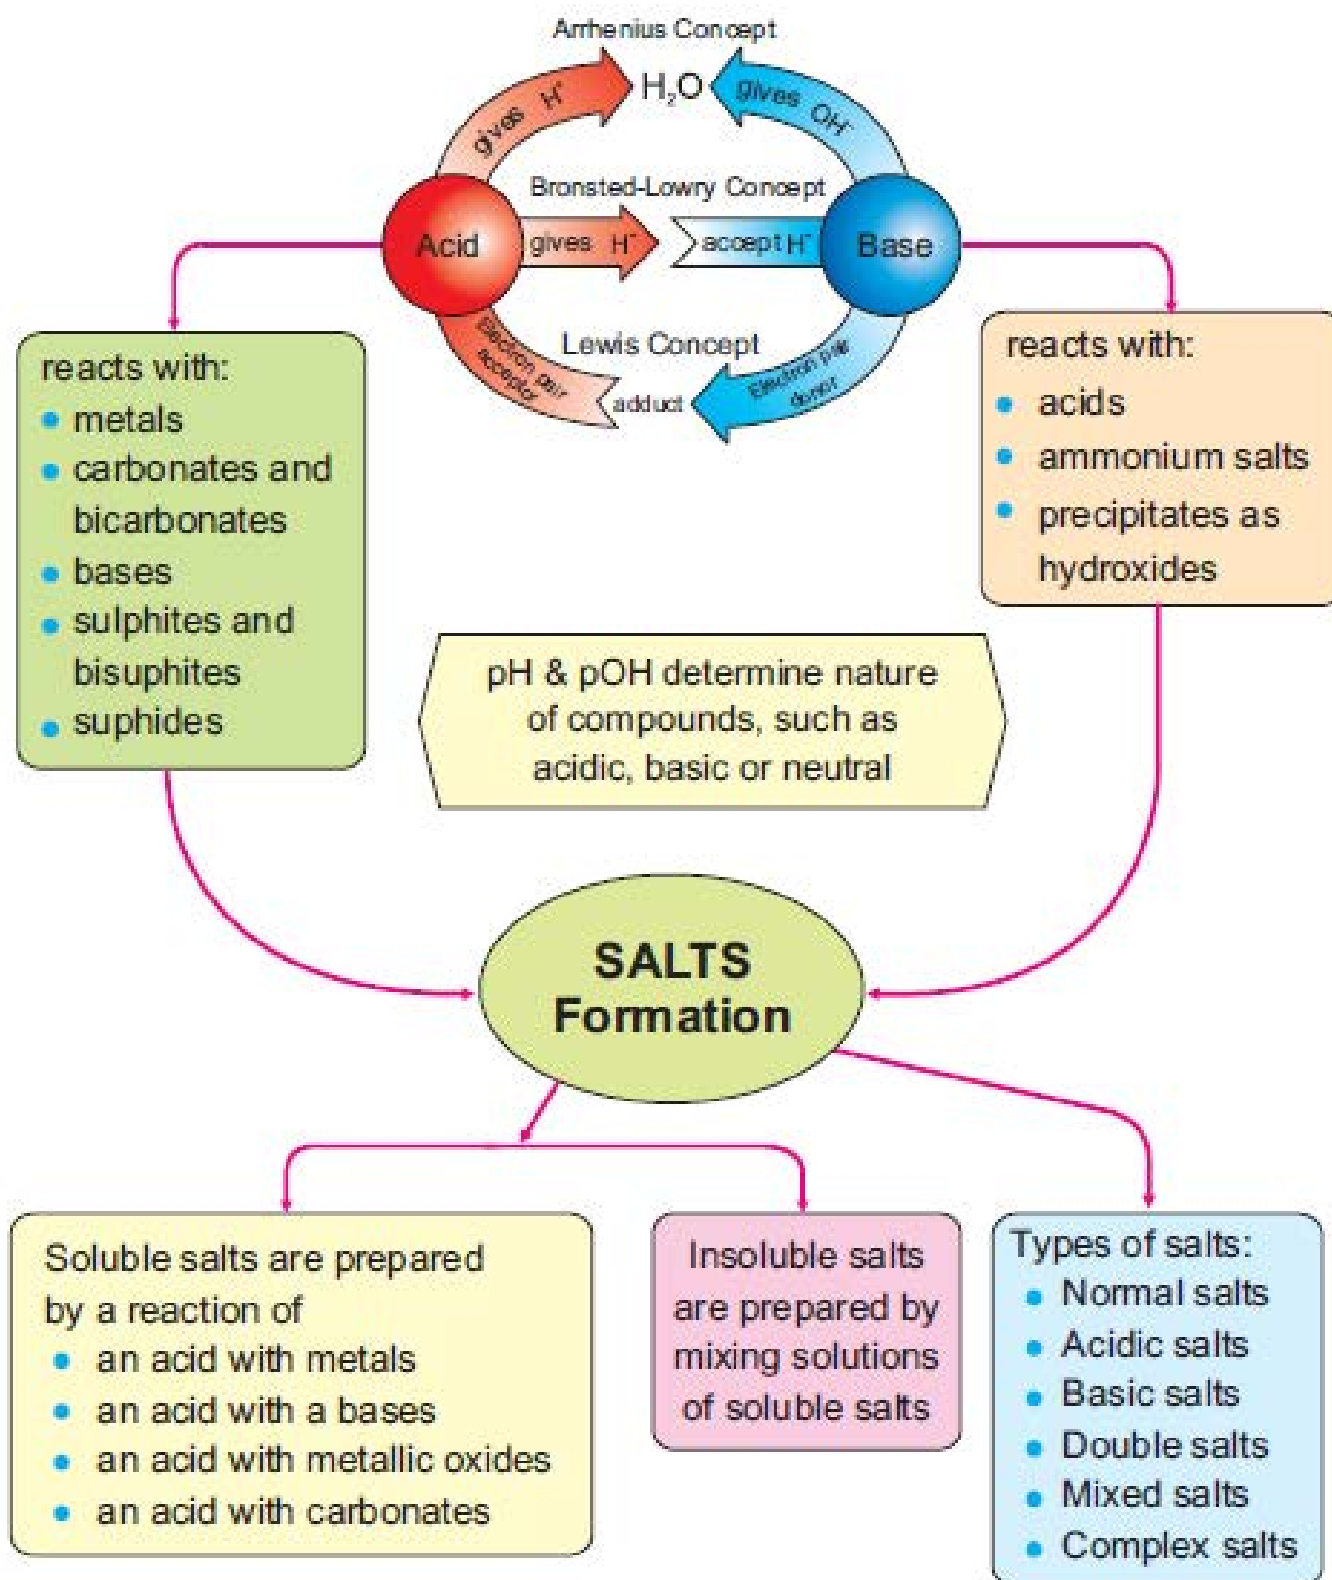 Arrhenius Concept
gives H⁺
H₂O
gives OH⁻
Bronsted-Lowry Concept
Acid
gives H⁺
accept H⁺
Base
Lewis Concept
Electron pair
acceptor
adduct
Electron pair
donor
reacts with:
metals
carbonates and
bicarbonates
bases
sulphites and
bisuphites
suphides
reacts with:
acids
ammonium salts
precipitates as
hydroxides
pH & pOH determine nature
of compounds, such as
acidic, basic or neutral
SALTS
Formation
Soluble salts are prepared
by a reaction of
an acid with metals
an acid with a bases
an acid with metallic oxides
an acid with carbonates
Insoluble salts
are prepared by
mixing solutions
of soluble salts
Types of salts:
Normal salts
Acidic salts
Basic salts
Double salts
Mixed salts
Complex salts